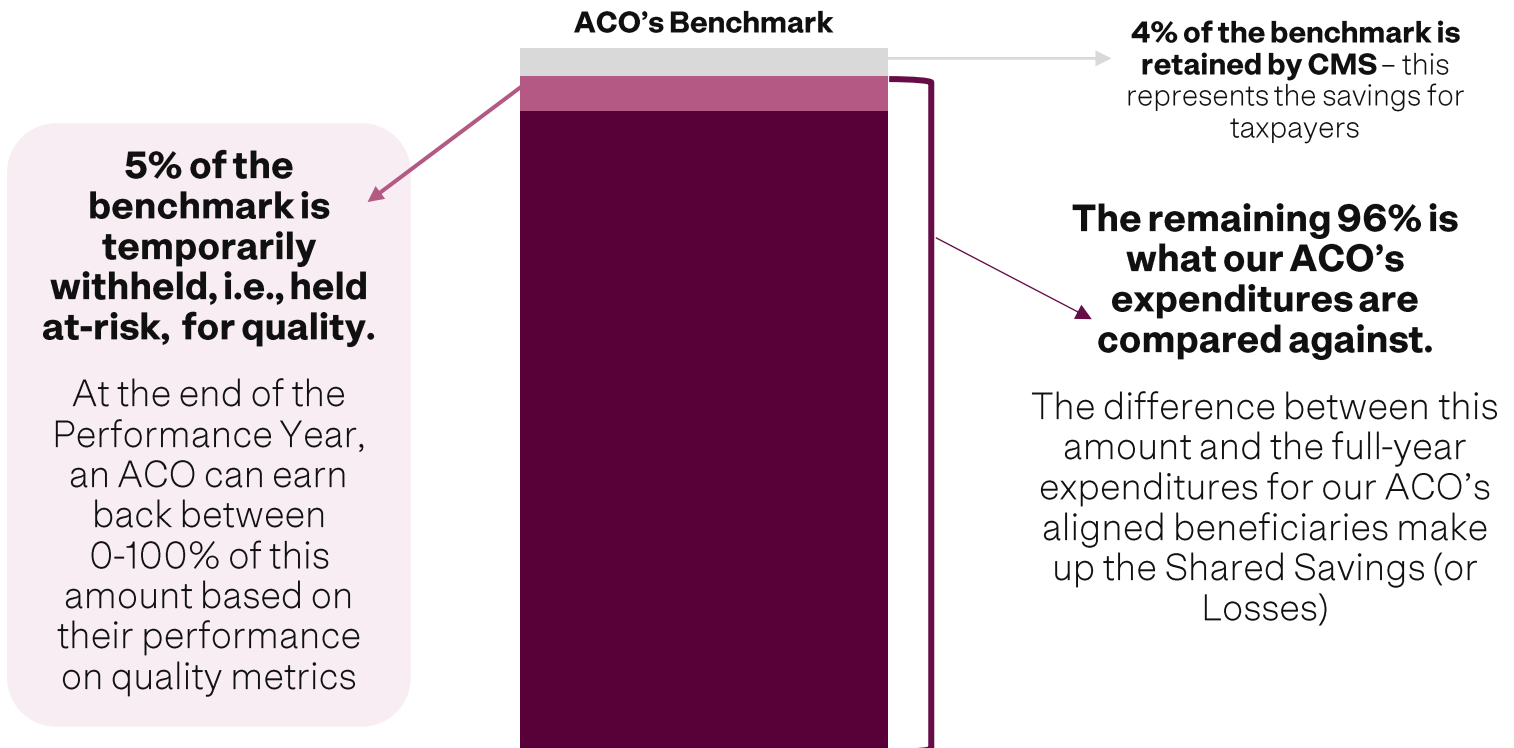 ACO's Benchmark
4% of the benchmark is
retained by CMS – this
represents the savings for
taxpayers
5% of the
benchmark is
temporarily
withheld, i.e., held
at-risk, for quality.
At the end of the
Performance Year,
an ACO can earn
back between
0-100% of this
amount based on
their performance
on quality metrics
The remaining 96% is
what our ACO's
expenditures are
compared against.
The difference between this
amount and the full-year
expenditures for our ACO's
aligned beneficiaries make
up the Shared Savings (or
Losses)